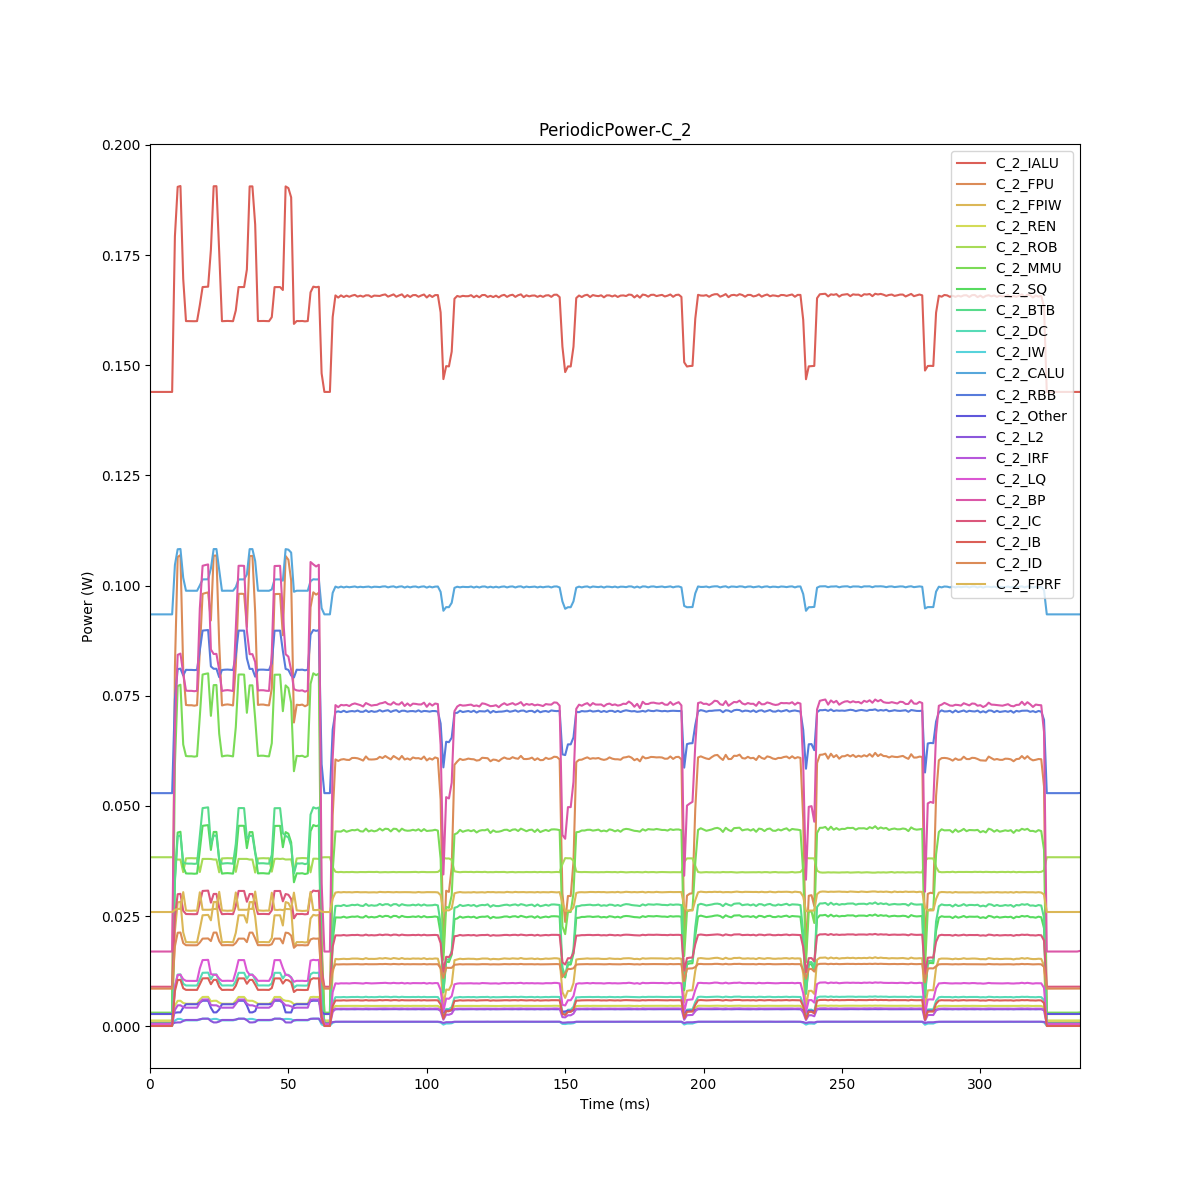 PeriodicPower-C_2
0.200
0.175
0.150
0.125
0.100
0.075
0.050
0.025
0.000
Power (W)
0
50
100
150
200
250
300
Time (ms)
C_2_IALU
C_2_FPU
C_2_FPIW
C_2_REN
C_2_ROB
C_2_MMU
C_2_SQ
C_2_BTB
C_2_DC
C_2_IW
C_2_CALU
C_2_RBB
C_2_Other
C_2_L2
C_2_IRF
C_2_LQ
C_2_BP
C_2_IC
C_2_IB
C_2_ID
C_2_FPRF